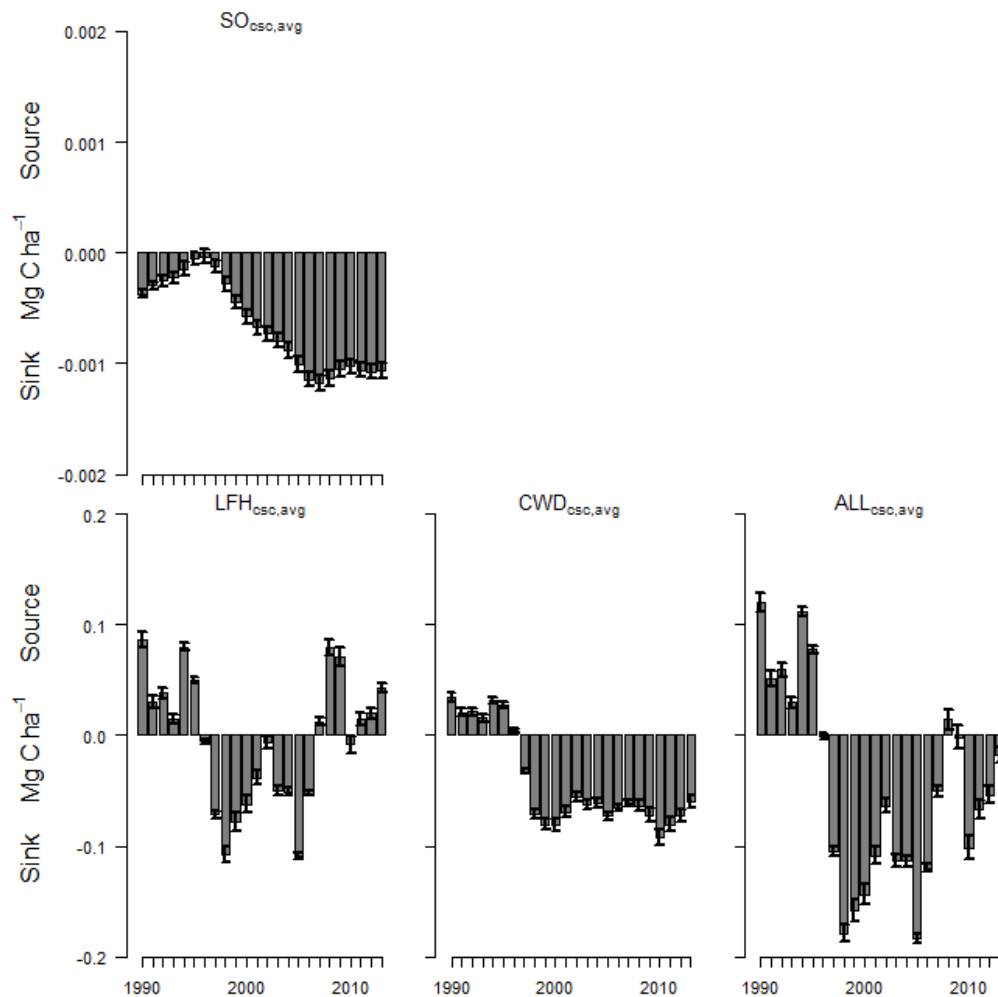 SOcsc,avg
0.002
0.001
0.000
-0.001
-0.002
Sink Mg C ha−1 Source
LFHcsc,avg
CWDcsc,avg
ALLcsc,avg
0.2
0.1
0.0
-0.1
-0.2
Sink Mg C ha−1 Source
1990 2000 2010
1990 2000 2010
1990 2000 2010